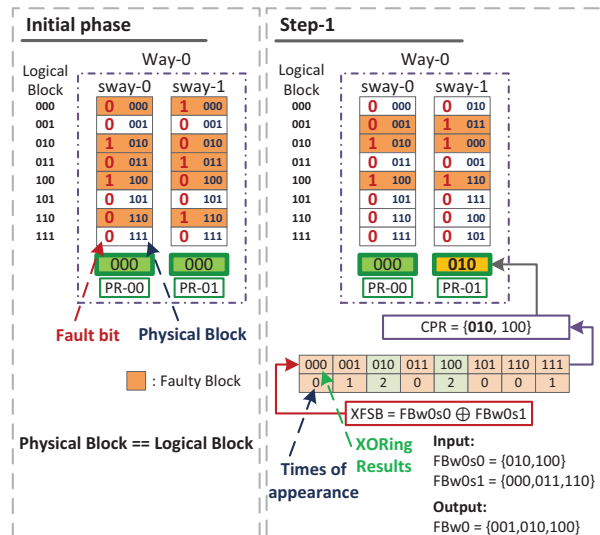 Initial phase
Way-0
Logical
Block
sway-0 sway-1
000 0 000 1 000
001 0 001 0 001
010 1 010 0 010
011 0 011 1 011
100 1 100 0 100
101 0 101 0 101
110 0 110 1 110
111 0 111 0 111
000 000
PR-00 PR-01
Fault bit Physical Block
: Faulty Block
Physical Block == Logical Block
Step-1
Way-0
Logical
Block
sway-0 sway-1
000 0 000 0 010
001 0 001 1 011
010 1 010 1 000
011 0 011 0 001
100 1 100 1 110
101 0 101 0 111
110 0 110 0 100
111 0 111 0 101
000 010
PR-00 PR-01
CPR = {010, 100}
000 001 010 011 100 101 110 111
0 1 2 0 2 0 0 1
XFSB = FBw0s0 ⊕ FBw0s1
XORing
Results
Times of
appearance
Input:
FBw0s0 = {010,100}
FBw0s1 = {000,011,110}
Output:
FBw0 = {001,010,100}